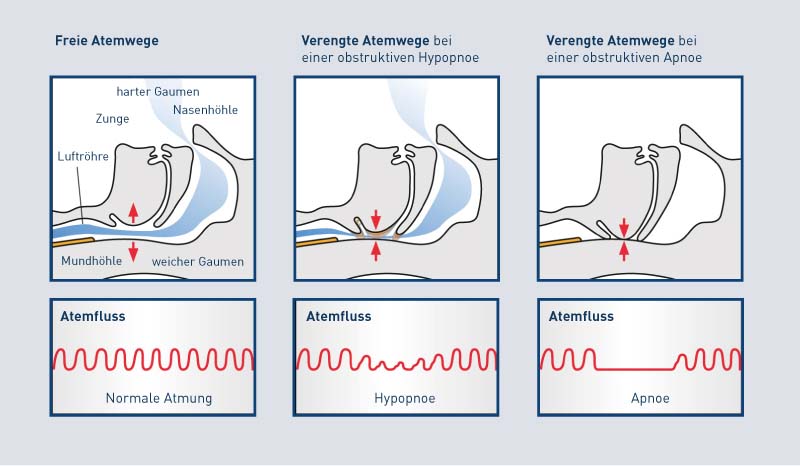 Freie Atemwege
Verengte Atemwege bei
einer obstruktiven Hypopnoe
Verengte Atemwege bei
einer obstruktiven Apnoe
harter Gaumen
Nasenhöhle
Zunge
Luftröhre
Mundhöhle
weicher Gaumen
Atemfluss
Normale Atmung
Atemfluss
Hypopnoe
Atemfluss
Apnoe